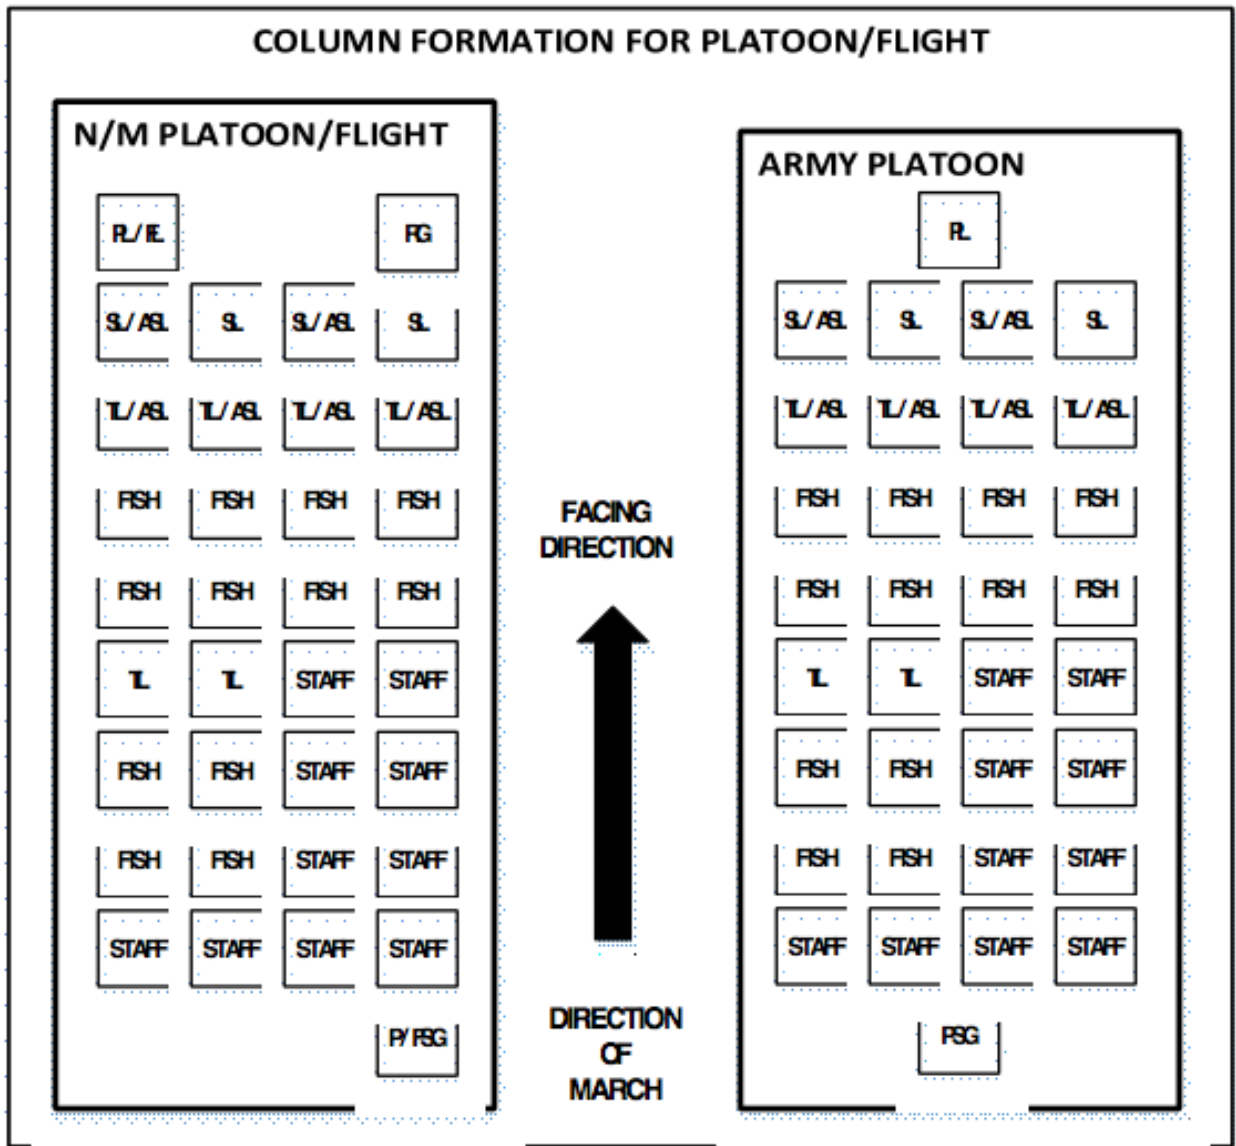 COLUMN FORMATION FOR PLATOON/FLIGHT
N/M PLATOON/FLIGHT
PL/FL PG
SL/ASL SL SL/ASL SL
TL/ASL TL/ASL TL/ASL TL/ASL
FISH FISH FISH FISH
FISH FISH FISH FISH
TL TL STAFF STAFF
FISH FISH STAFF STAFF
FISH FISH STAFF STAFF
STAFF STAFF STAFF STAFF
P/FSG
FACING
DIRECTION
DIRECTION
OF
MARCH
ARMY PLATOON
PL
SL/ASL SL SL/ASL SL
TL/ASL TL/ASL TL/ASL TL/ASL
FISH FISH FISH FISH
FISH FISH FISH FISH
TL TL STAFF STAFF
FISH FISH STAFF STAFF
FISH FISH STAFF STAFF
STAFF STAFF STAFF STAFF
PSG